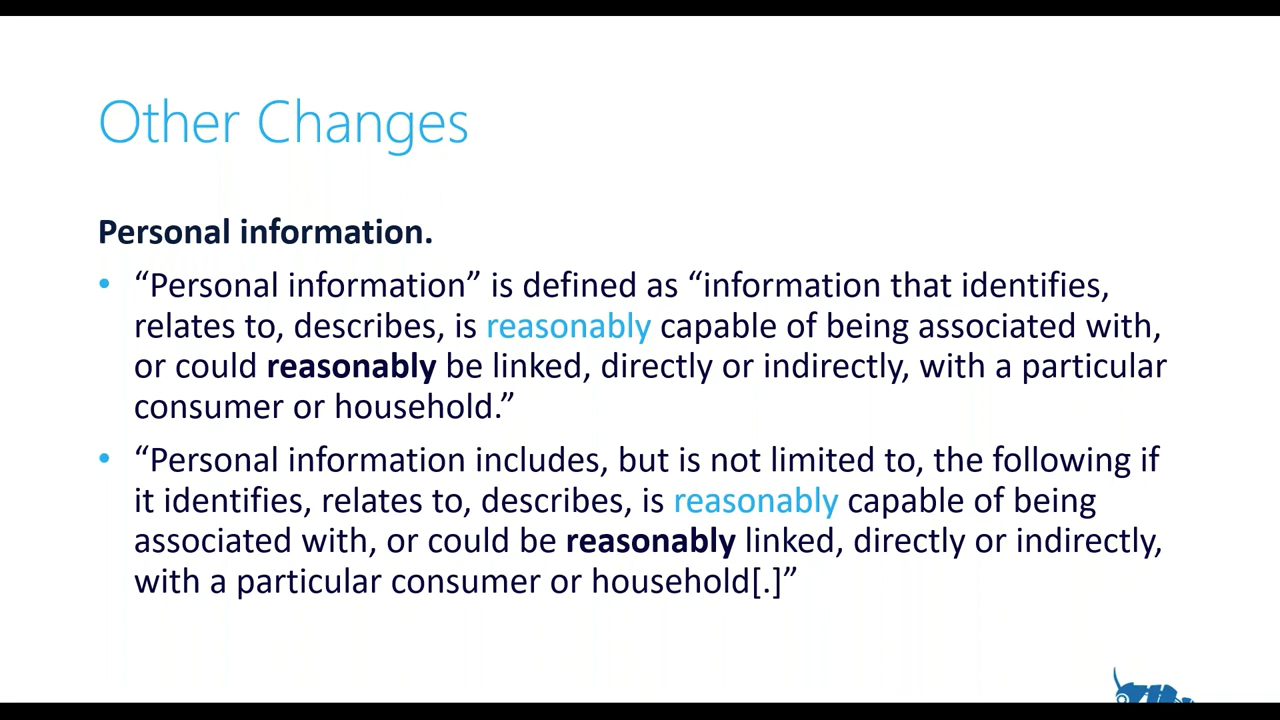 Other Changes
Personal information.
• “Personal information” is defined as “information that identifies,
relates to, describes, is reasonably capable of being associated with,
or could reasonably be linked, directly or indirectly, with a particular
consumer or household.”
• “Personal information includes, but is not limited to, the following if
it identifies, relates to, describes, is reasonably capable of being
associated with, or could be reasonably linked, directly or indirectly,
with a particular consumer or household[.]”